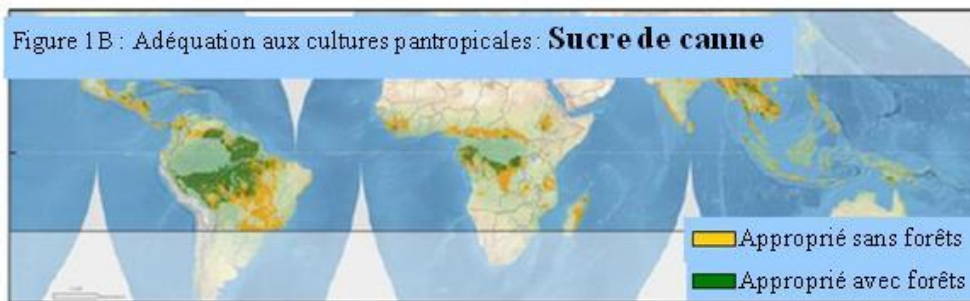 Figure 1B : Adéquation aux cultures pantropicales : Sucre de canne
Approprié sans forêts
Approprié avec forêts